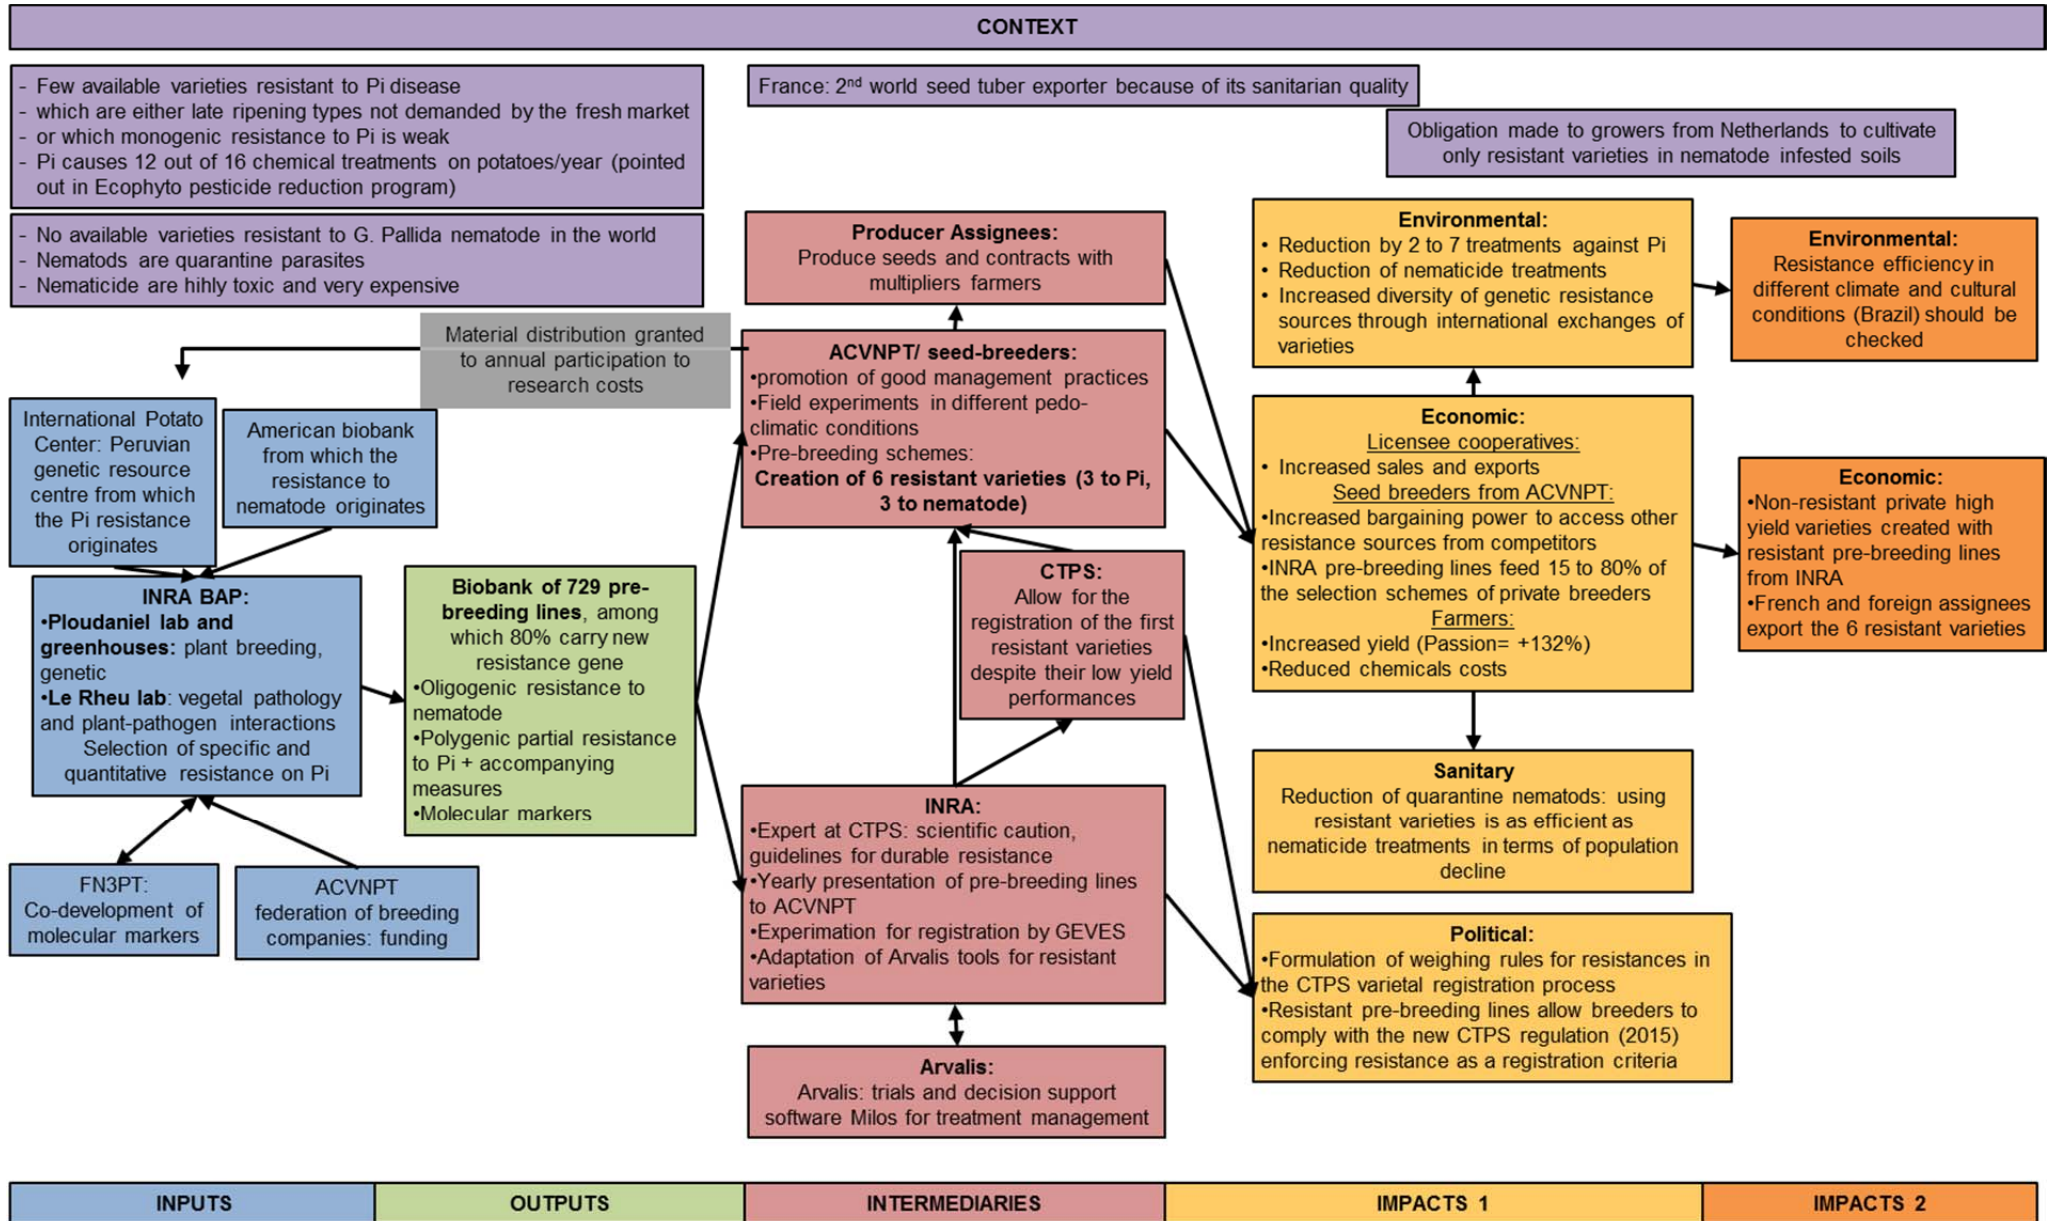 CONTEXT
- Few available varieties resistant to Pi disease
- which are either late ripening types not demanded by the fresh market
- or which monogenic resistance to Pi is weak
- Pi causes 12 out of 16 chemical treatments on potatoes/year (pointed
out in Ecophyto pesticide reduction program)
- No available varieties resistant to G. Pallida nematode in the world
- Nematods are quarantine parasites
- Nematicide are hihly toxic and very expensive
France: 2nd world seed tuber exporter because of its sanitarian quality
Obligation made to growers from Netherlands to cultivate
only resistant varieties in nematode infested soils
Material distribution granted
to annual participation to
research costs
International Potato
Center: Peruvian
genetic resource
centre from which
the Pi resistance
originates
American biobank
from which the
resistance to
nematode originates
INRA BAP:
•Ploudaniel lab and
greenhouses: plant breeding,
genetic
•Le Rheu lab: vegetal pathology
and plant-pathogen interactions
Selection of specific and
quantitative resistance on Pi
FN3PT:
Co-development of
molecular markers
ACVNPT
federation of breeding
companies: funding
Biobank of 729 pre-
breeding lines, among
which 80% carry new
resistance gene
•Oligogenic resistance to
nematode
•Polygenic partial resistance
to Pi + accompanying
measures
•Molecular markers
Producer Assignees:
Produce seeds and contracts with
multipliers farmers
ACVNPT/ seed-breeders:
•promotion of good management practices
•Field experiments in different pedo-
climatic conditions
•Pre-breeding schemes:
Creation of 6 resistant varieties (3 to Pi,
3 to nematode)
CTPS:
Allow for the
registration of the first
resistant varieties
despite their low yield
performances
INRA:
•Expert at CTPS: scientific caution,
guidelines for durable resistance
•Yearly presentation of pre-breeding lines
to ACVNPT
•Experimation for registration by GEVES
•Adaptation of Arvalis tools for resistant
varieties
Arvalis:
Arvalis: trials and decision support
software Milos for treatment management
Environmental:
• Reduction by 2 to 7 treatments against Pi
• Reduction of nematicide treatments
• Increased diversity of genetic resistance
sources through international exchanges of
varieties
Economic:
Licensee cooperatives:
• Increased sales and exports
Seed breeders from ACVNPT:
•Increased bargaining power to access other
resistance sources from competitors
•INRA pre-breeding lines feed 15 to 80% of
the selection schemes of private breeders
Farmers:
•Increased yield (Passion= +132%)
•Reduced chemicals costs
Sanitary
Reduction of quarantine nematods: using
resistant varieties is as efficient as
nematicide treatments in terms of population
decline
Political:
•Formulation of weighing rules for resistances in
the CTPS varietal registration process
•Resistant pre-breeding lines allow breeders to
comply with the new CTPS regulation (2015)
enforcing resistance as a registration criteria
Environmental:
Resistance efficiency in
different climate and cultural
conditions (Brazil) should be
checked
Economic:
•Non-resistant private high
yield varieties created with
resistant pre-breeding lines
from INRA
•French and foreign assignees
export the 6 resistant varieties
INPUTS
OUTPUTS
INTERMEDIARIES
IMPACTS 1
IMPACTS 2